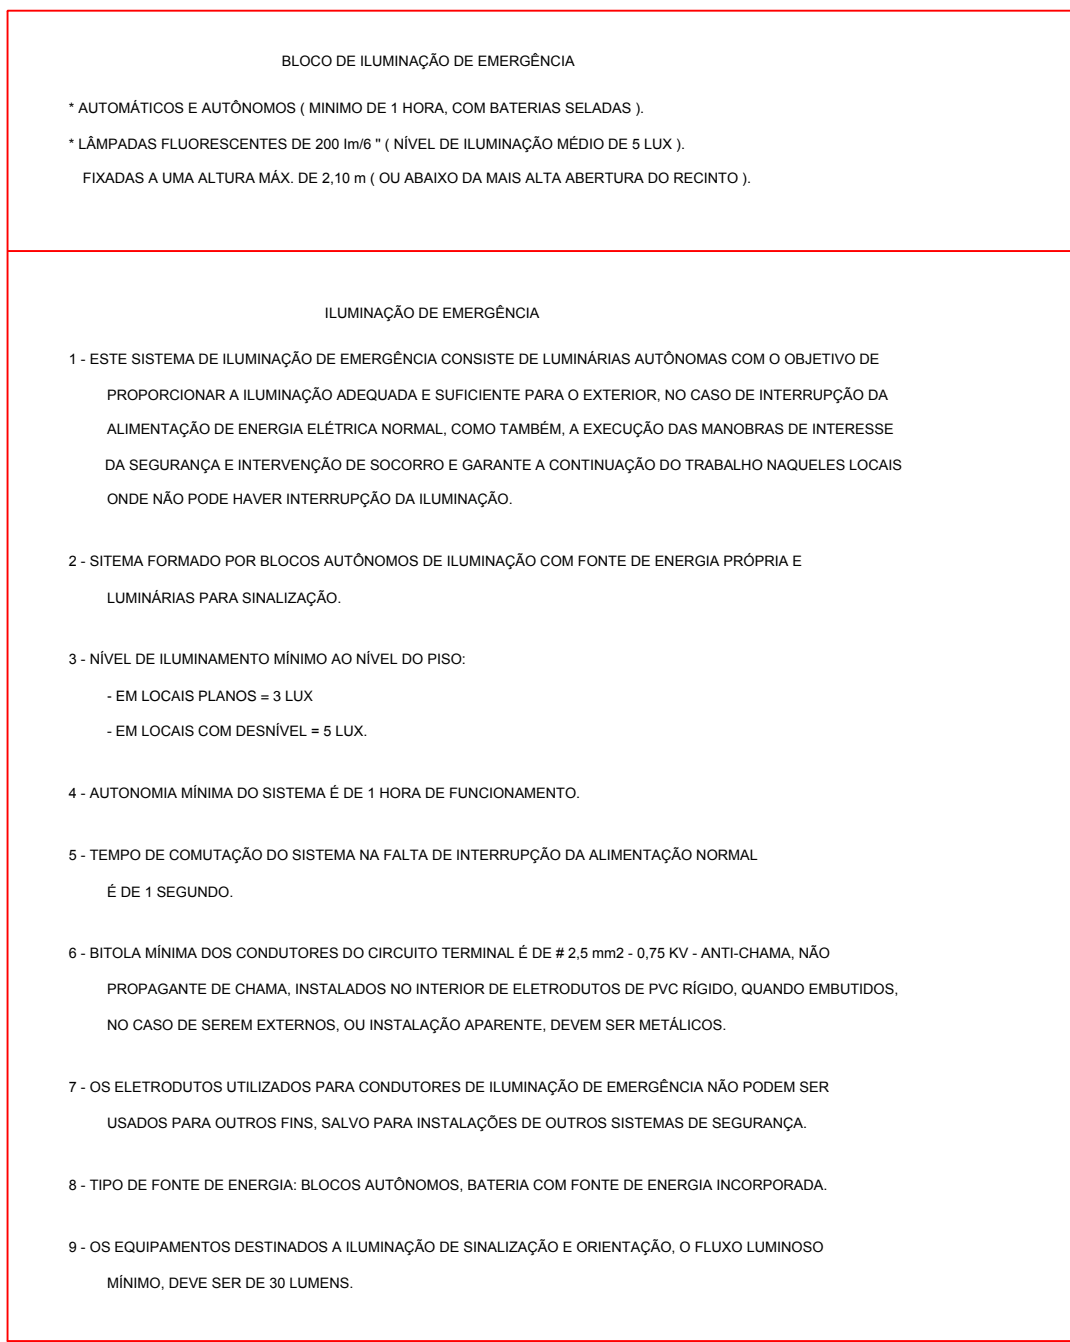 BLOCO DE ILUMINAÇÃO DE EMERGÊNCIA
* AUTOMÁTICOS E AUTÔNOMOS ( MINIMO DE 1 HORA, COM BATERIAS SELADAS ).
* LÂMPADAS FLUORESCENTES DE 200 lm/6 " ( NÍVEL DE ILUMINAÇÃO MÉDIO DE 5 LUX ).
FIXADAS A UMA ALTURA MÁX. DE 2,10 m ( OU ABAIXO DA MAIS ALTA ABERTURA DO RECINTO ).
ILUMINAÇÃO DE EMERGÊNCIA
1 - ESTE SISTEMA DE ILUMINAÇÃO DE EMERGÊNCIA CONSISTE DE LUMINÁRIAS AUTÔNOMAS COM O OBJETIVO DE
PROPORCIONAR A ILUMINAÇÃO ADEQUADA E SUFICIENTE PARA O EXTERIOR, NO CASO DE INTERRUPÇÃO DA
ALIMENTAÇÃO DE ENERGIA ELÉTRICA NORMAL, COMO TAMBÉM, A EXECUÇÃO DAS MANOBRAS DE INTERESSE
DA SEGURANÇA E INTERVENÇÃO DE SOCORRO E GARANTE A CONTINUAÇÃO DO TRABALHO NAQUELES LOCAIS
ONDE NÃO PODE HAVER INTERRUPÇÃO DA ILUMINAÇÃO.
2 - SITEMA FORMADO POR BLOCOS AUTÔNOMOS DE ILUMINAÇÃO COM FONTE DE ENERGIA PRÓPRIA E
LUMINÁRIAS PARA SINALIZAÇÃO.
3 - NÍVEL DE ILUMINAMENTO MÍNIMO AO NÍVEL DO PISO:
- EM LOCAIS PLANOS = 3 LUX
- EM LOCAIS COM DESNÍVEL = 5 LUX.
4 - AUTONOMIA MÍNIMA DO SISTEMA É DE 1 HORA DE FUNCIONAMENTO.
5 - TEMPO DE COMUTAÇÃO DO SISTEMA NA FALTA DE INTERRUPÇÃO DA ALIMENTAÇÃO NORMAL
É DE 1 SEGUNDO.
6 - BITOLA MÍNIMA DOS CONDUTORES DO CIRCUITO TERMINAL É DE # 2,5 mm2 - 0,75 KV - ANTI-CHAMA, NÃO
PROPAGANTE DE CHAMA, INSTALADOS NO INTERIOR DE ELETRODUTOS DE PVC RÍGIDO, QUANDO EMBUTIDOS,
NO CASO DE SEREM EXTERNOS, OU INSTALAÇÃO APARENTE, DEVEM SER METÁLICOS.
7 - OS ELETRODUTOS UTILIZADOS PARA CONDUTORES DE ILUMINAÇÃO DE EMERGÊNCIA NÃO PODEM SER
USADOS PARA OUTROS FINS, SALVO PARA INSTALAÇÕES DE OUTROS SISTEMAS DE SEGURANÇA.
8 - TIPO DE FONTE DE ENERGIA: BLOCOS AUTÔNOMOS, BATERIA COM FONTE DE ENERGIA INCORPORADA.
9 - OS EQUIPAMENTOS DESTINADOS A ILUMINAÇÃO DE SINALIZAÇÃO E ORIENTAÇÃO, O FLUXO LUMINOSO
MÍNIMO, DEVE SER DE 30 LUMENS.